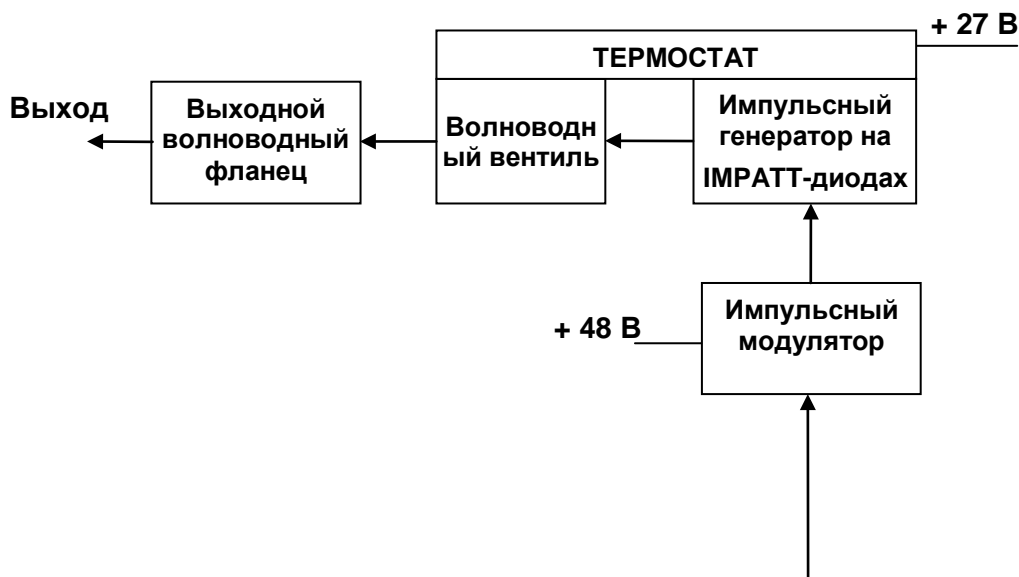 + 27 В
ТЕРМОСТАТ
Выход
Выходной
волноводный
фланец
Волноводн
ый вентиль
Импульсный
генератор на
IMPATT-диодах
+ 48 В
Импульсный
модулятор